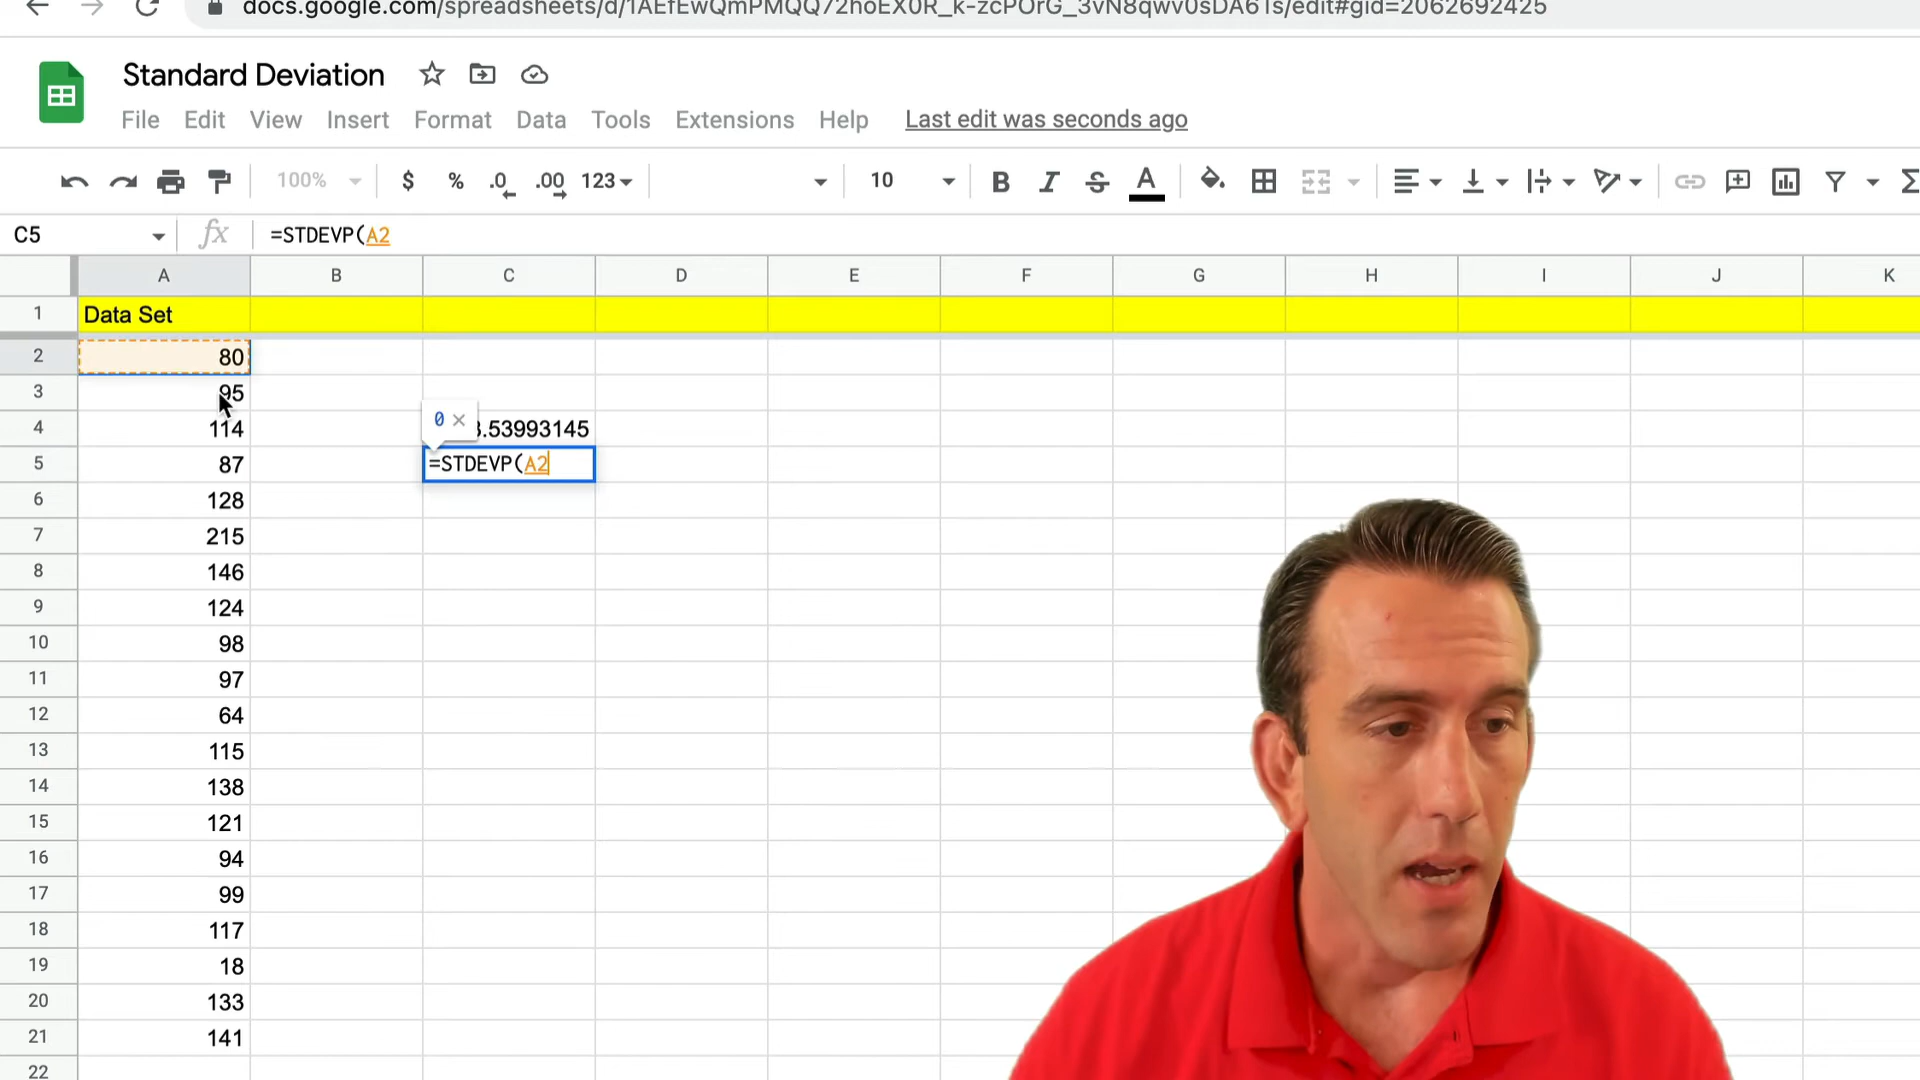 docs.google.com/spreadsheets/d/1AEfEwQmPMQQ72hoEX0R_k-zcPOrG_3vN8qwv0sDA61s/edit#gid=2062692425
Standard Deviation
File Edit View Insert Format Data Tools Extensions Help Last edit was seconds ago
100% $ % .0 .00 123 10 B I S A Σ
C5 fx =STDEVP(A2
A B C D E F G H I J K
1 Data Set
2 80
3 95
0 ×
4 114 .53993145
5 87 =STDEVP(A2
6 128
7 215
8 146
9 124
10 98
11 97
12 64
13 115
14 138
15 121
16 94
17 99
18 117
19 18
20 133
21 141
22